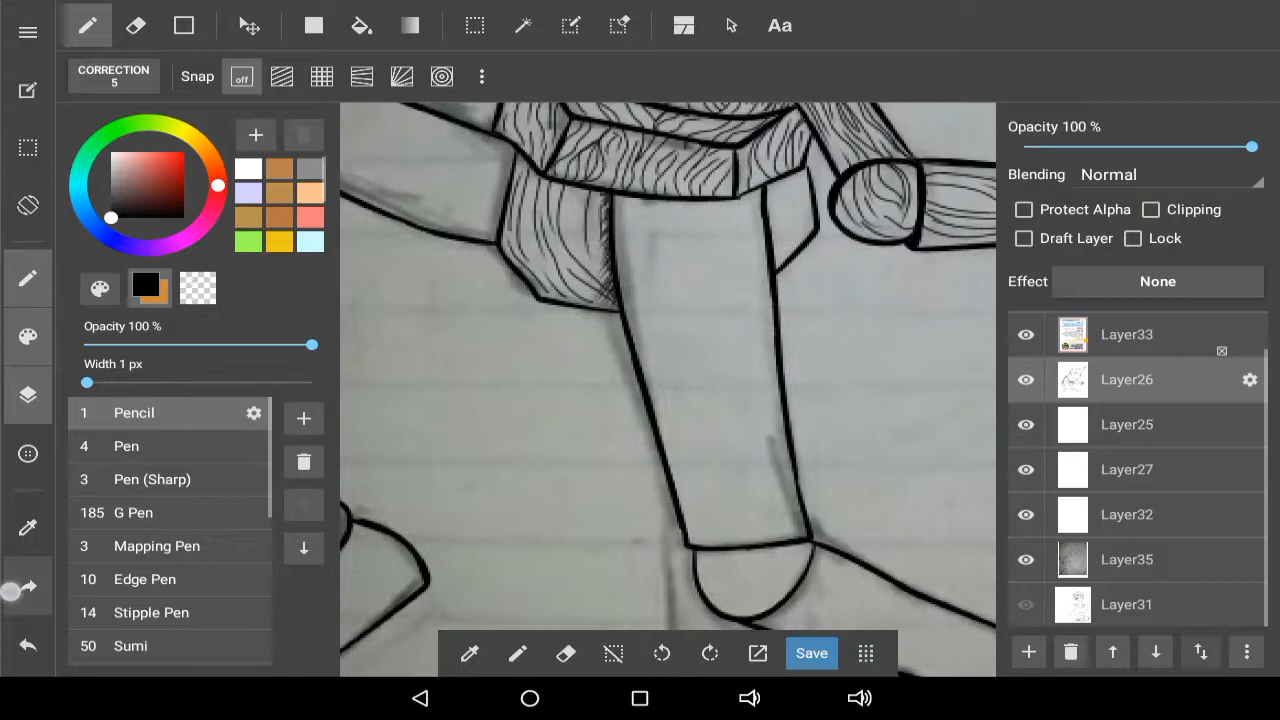 Aa
CORRECTION
5
Snap
off
Opacity 100 %
Width 1 px
1 Pencil
4 Pen
3 Pen (Sharp)
185 G Pen
3 Mapping Pen
10 Edge Pen
14 Stipple Pen
50 Sumi
Save
Opacity 100 %
Blending Normal
Protect Alpha Clipping
Draft Layer Lock
Effect None
Layer33
Layer26
Layer25
Layer27
Layer32
Layer35
Layer31